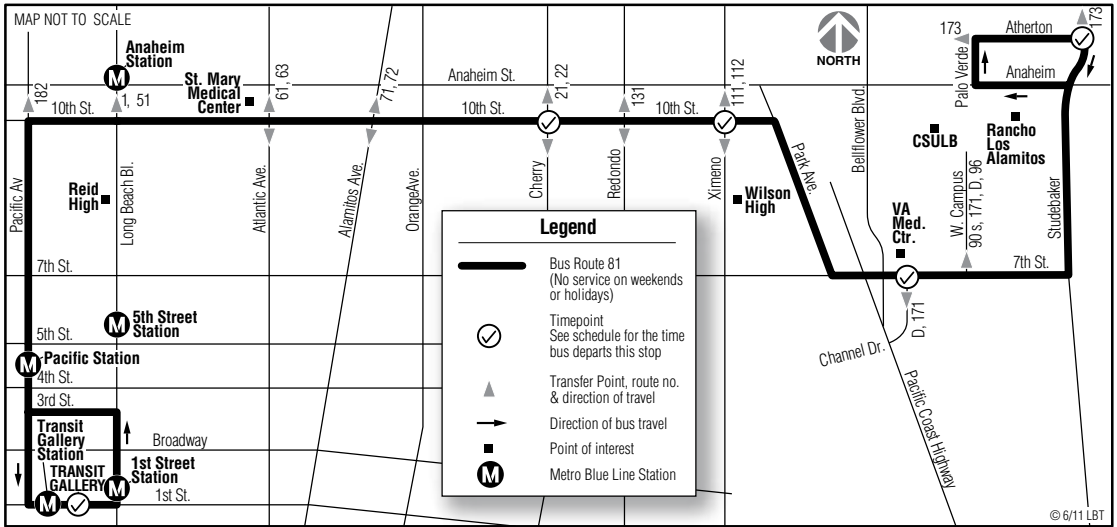 MAP NOT TO SCALE
Anaheim
Station
M
St. Mary
Medical
Center
Anaheim St.
NORTH
Bellflower Blvd.
173
Atherton
173
Palo Verde
Anaheim
182
1, 51
61, 63
71, 72
21, 22
131
111, 112
10th St.
10th St.
10th St.
Pacific Av
Reid
High
Long Beach Bl.
Atlantic Ave.
Alamitos Ave.
OrangeAve.
Cherry
Redondo
Ximeno
Wilson
High
Park Ave.
CSULB
Rancho
Los
Alamitos
VA
Med.
Ctr.
W. Campus
90 s, 171, D, 96
Studebaker
7th St.
7th St.
M
5th Street
Station
5th St.
M
Pacific Station
4th St.
3rd St.
Transit
Gallery
Station
TRANSIT
GALLERY
M
Broadway
M
1st Street
Station
1st St.
D, 171
Channel Dr.
Pacific Coast Highway
Legend
Bus Route 81
(No service on weekends
or holidays)
Timepoint
See schedule for the time
bus departs this stop
Transfer Point, route no.
& direction of travel
Direction of bus travel
Point of interest
M
Metro Blue Line Station
© 6/11 LBT